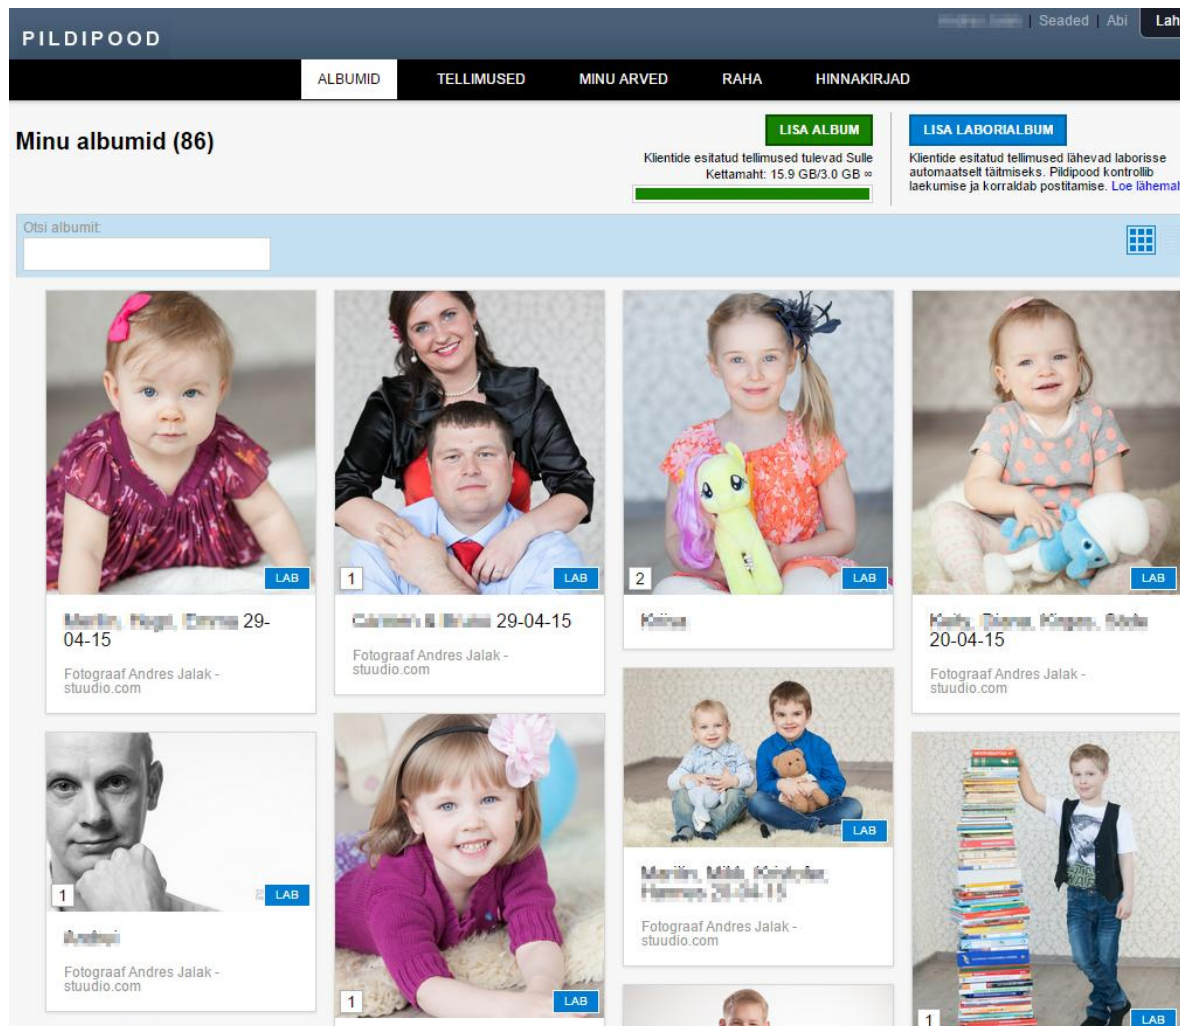 PILDIPOOD
Seaded | Abi
ALBUMID TELLIMUSED MINU ARVED RAHA HINNAKIRJAD
Minu albumid (86)
LISA ALBUM
Klientide esitatud tellimused tulevad Sulle
Kettamaht: 15.9 GB/3.0 GB ∞
LISA LABORIALBUM
Klientide esitatud tellimused lähevad laborisse
automaatselt täitmiseks. Pildipood kontrollib
laekumise ja korraldab postitamise. Loe
Otsi albumit:
LAB
29-
04-15
Fotograaf Andres Jalak -
stuudio.com
1
LAB
29-04-15
Fotograaf Andres Jalak -
stuudio.com
2
LAB
LAB
20-04-15
Fotograaf Andres Jalak -
stuudio.com
1
LAB
Fotograaf Andres Jalak -
stuudio.com
1
LAB
LAB
Fotograaf Andres Jalak -
stuudio.com
1
LAB